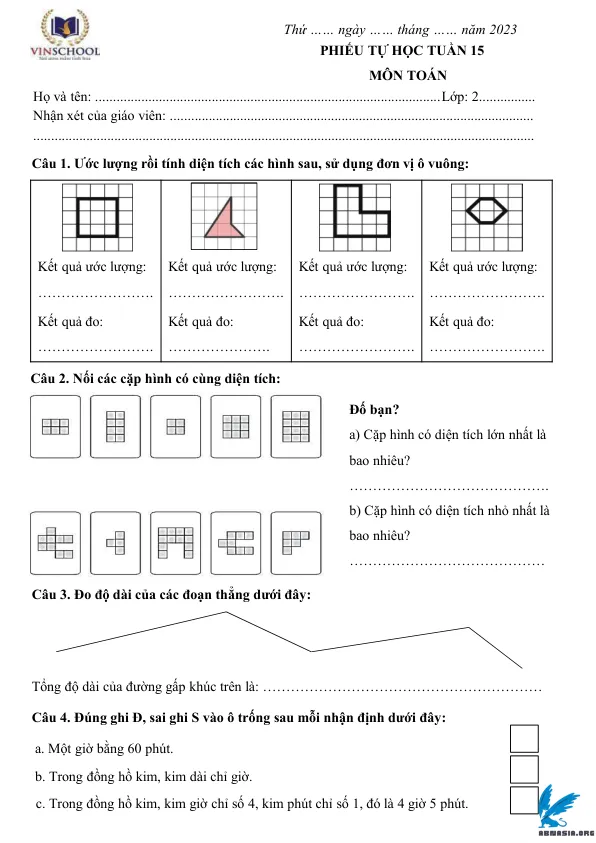 VINSCHOOL
Thứ …… ngày …… tháng …… năm 2023
PHIẾU TỰ HỌC TUẦN 15
MÔN TOÁN
Họ và tên: ................................................................................................Lớp: 2................
Nhận xét của giáo viên: .....................................................................................................
...........................................................................................................................................
Câu 1. Ước lượng rồi tính diện tích các hình sau, sử dụng đơn vị ô vuông:
Kết quả ước lượng: Kết quả ước lượng: Kết quả ước lượng: Kết quả ước lượng:
……………………. ……………………. ……………………. …………………….
Kết quả đo: Kết quả đo: Kết quả đo: Kết quả đo:
……………………. …………………. ……………………. …………………….
Câu 2. Nối các cặp hình có cùng diện tích:
Đố bạn?
a) Cặp hình có diện tích lớn nhất là
bao nhiêu?
……………………………………
b) Cặp hình có diện tích nhỏ nhất là
bao nhiêu?
……………………………………
Câu 3. Đo độ dài của các đoạn thẳng dưới đây:
Tổng độ dài của đường gấp khúc trên là: ……………………………………………………
Câu 4. Đúng ghi Đ, sai ghi S vào ô trống sau mỗi nhận định dưới đây:
a. Một giờ bằng 60 phút.
b. Trong đồng hồ kim, kim dài chỉ giờ.
c. Trong đồng hồ kim, kim giờ chỉ số 4, kim phút chỉ số 1, đó là 4 giờ 5 phút.
ABNASIA.ORG